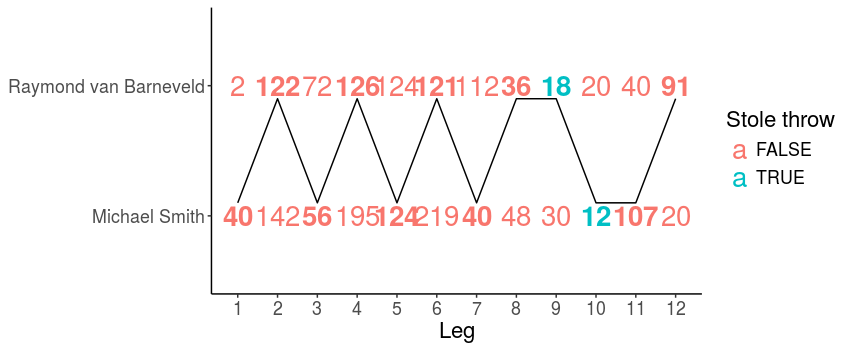 Raymond van Barneveld 2 122 72 126 124 121 112 36 18 20 40 91
Michael Smith 40 142 56 195 124 219 40 48 30 12 107 20
1 2 3 4 5 6 7 8 9 10 11 12
Leg
Stole throw
a FALSE
a TRUE